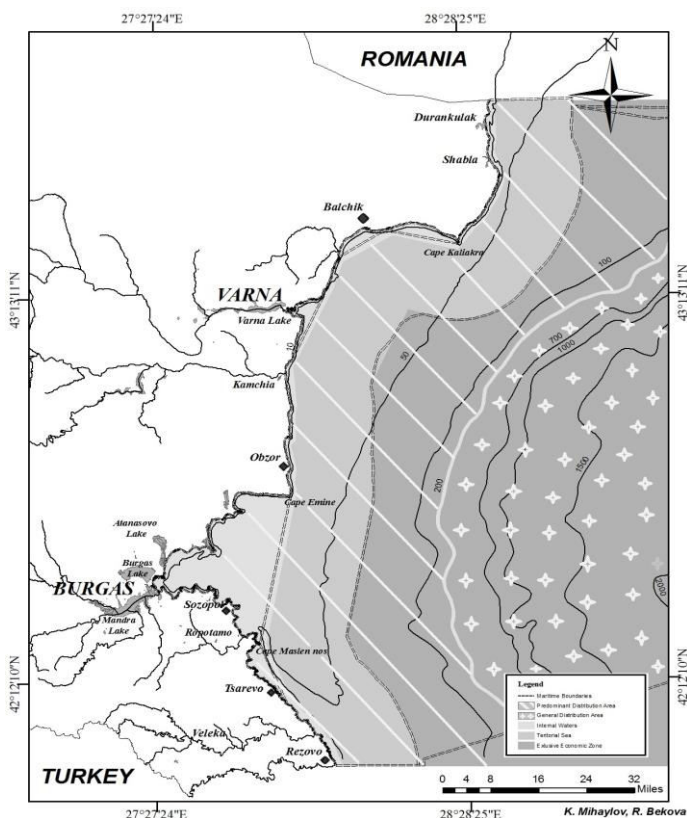 27°27'24"E
28°28'25"E
ROMANIA
N
Durankulak
Shabla
Balchik
Cape Kaliakra
100
43°13'11"N
43°13'11"N
VARNA
Varna Lake
700
1000
10
50
Kamchia
1500
Obzor
200
Cape Emine
Atanasovo
Lake
Burgas
Lake
BURGAS
2000
Sozopol
Mandra
Lake
Ropotamo
Cape Maslen nos
42°12'10"N
42°12'10"N
Tsarevo
Legend
Maritime Boundaries
Predominant Distribution Area
General Distribution Area
Internal Waters
Teritorial Sea
Exlusive Economic Zone
Veleka
Rezovo
TURKEY
0 4 8 16 24 32
Miles
27°27'24"E
28°28'25"E
K. Mihaylov, R. Bekova